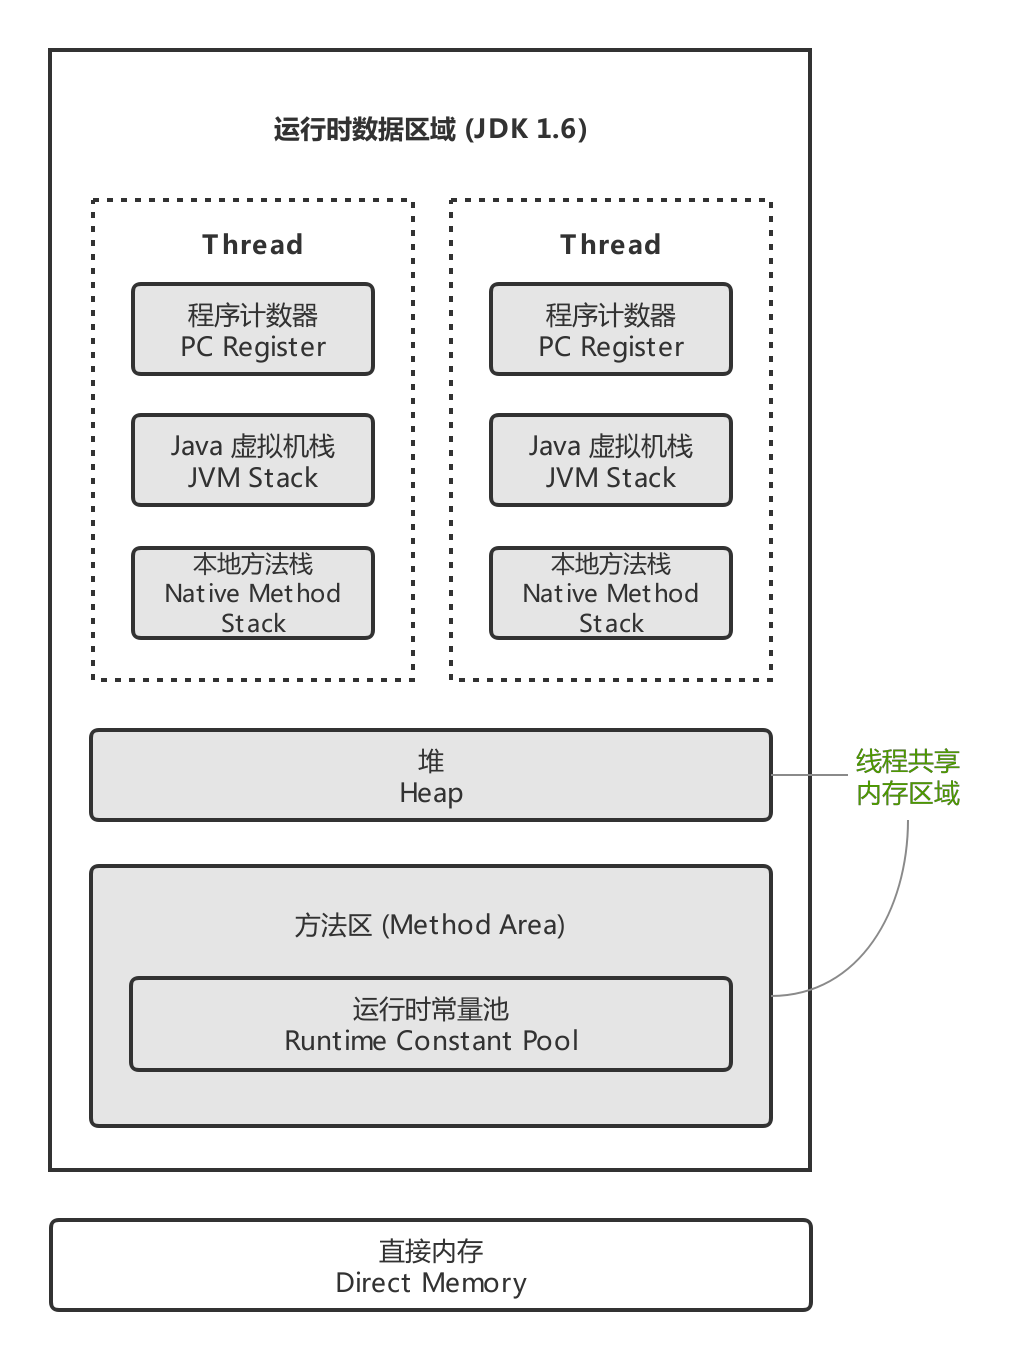 运行时数据区域 (JDK 1.6)
Thread
程序计数器
PC Register
Java 虚拟机栈
JVM Stack
本地方法栈
Native Method
Stack
Thread
程序计数器
PC Register
Java 虚拟机栈
JVM Stack
本地方法栈
Native Method
Stack
堆
Heap
线程共享
内存区域
方法区 (Method Area)
运行时常量池
Runtime Constant Pool
直接内存
Direct Memory